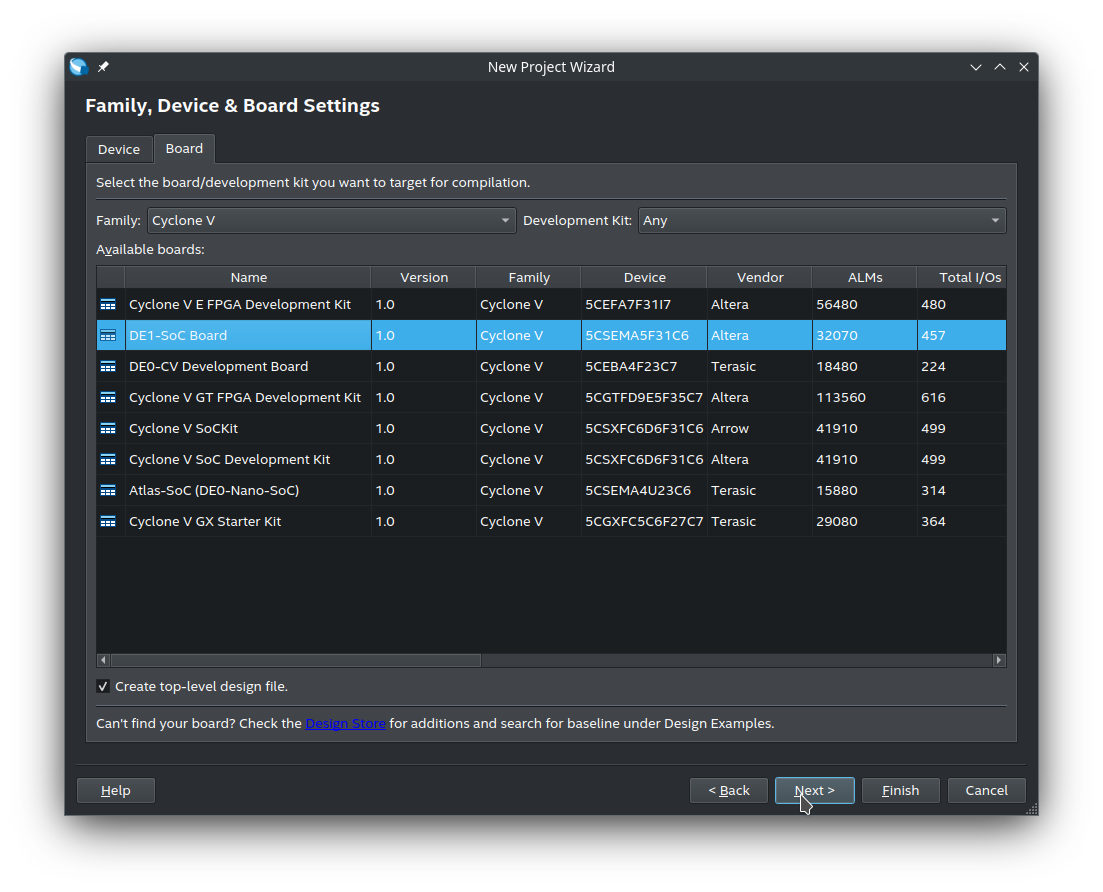 New Project Wizard
Family, Device & Board Settings
Device Board
Select the board/development kit you want to target for compilation.
Family: Cyclone V Development Kit: Any
Available boards:
Name Version Family Device Vendor ALMs Total I/Os
Cyclone V E FPGA Development Kit 1.0 Cyclone V 5CEFA7F31I7 Altera 56480 480
DE1-SoC Board 1.0 Cyclone V 5CSEMA5F31C6 Altera 32070 457
DE0-CV Development Board 1.0 Cyclone V 5CEBA4F23C7 Terasic 18480 224
Cyclone V GT FPGA Development Kit 1.0 Cyclone V 5CGTFD9E5F35C7 Altera 113560 616
Cyclone V SoCKit 1.0 Cyclone V 5CSXFC6D6F31C6 Arrow 41910 499
Cyclone V SoC Development Kit 1.0 Cyclone V 5CSXFC6D6F31C6 Altera 41910 499
Atlas-SoC (DE0-Nano-SoC) 1.0 Cyclone V 5CSEMA4U23C6 Terasic 15880 314
Cyclone V GX Starter Kit 1.0 Cyclone V 5CGXFC5C6F27C7 Terasic 29080 364
Create top-level design file.
Can't find your board? Check the Design Store for additions and search for baseline under Design Examples.
Help < Back Next > Finish Cancel